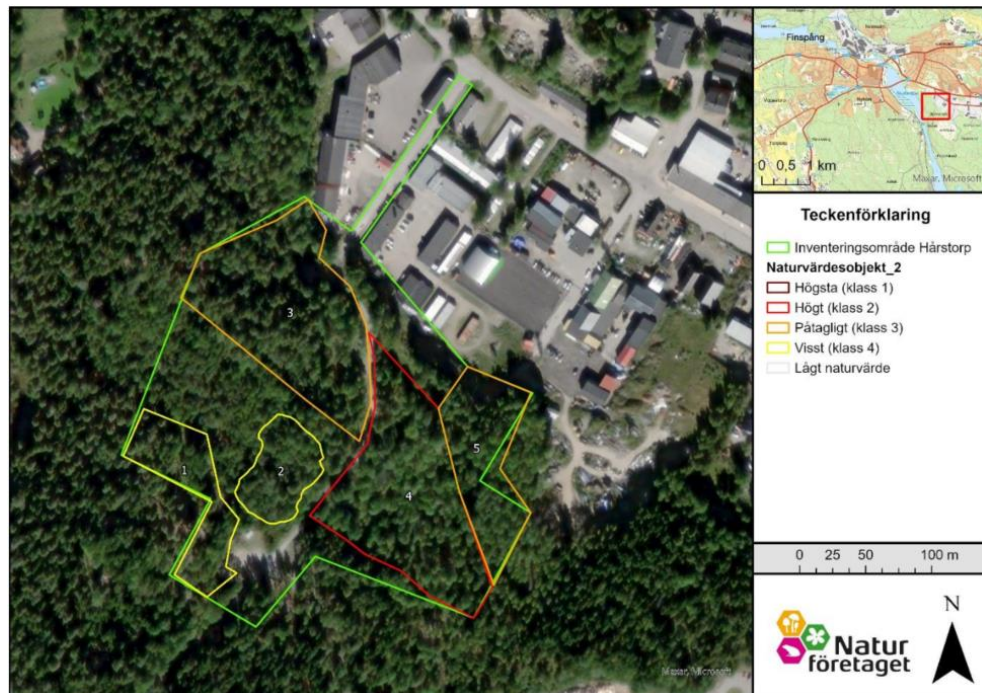 Finspång
0 0,5 1 km
Maxar, Microsoft
Teckenförklaring
Inventeringsområde Hårstorp
Naturvärdesobjekt_2
Högsta (klass 1)
Högt (klass 2)
Påtagligt (klass 3)
Visst (klass 4)
Lågt naturvärde
3
1
2
5
4
0 25 50 100 m
N
Natur
företaget
Maxar, Microsoft